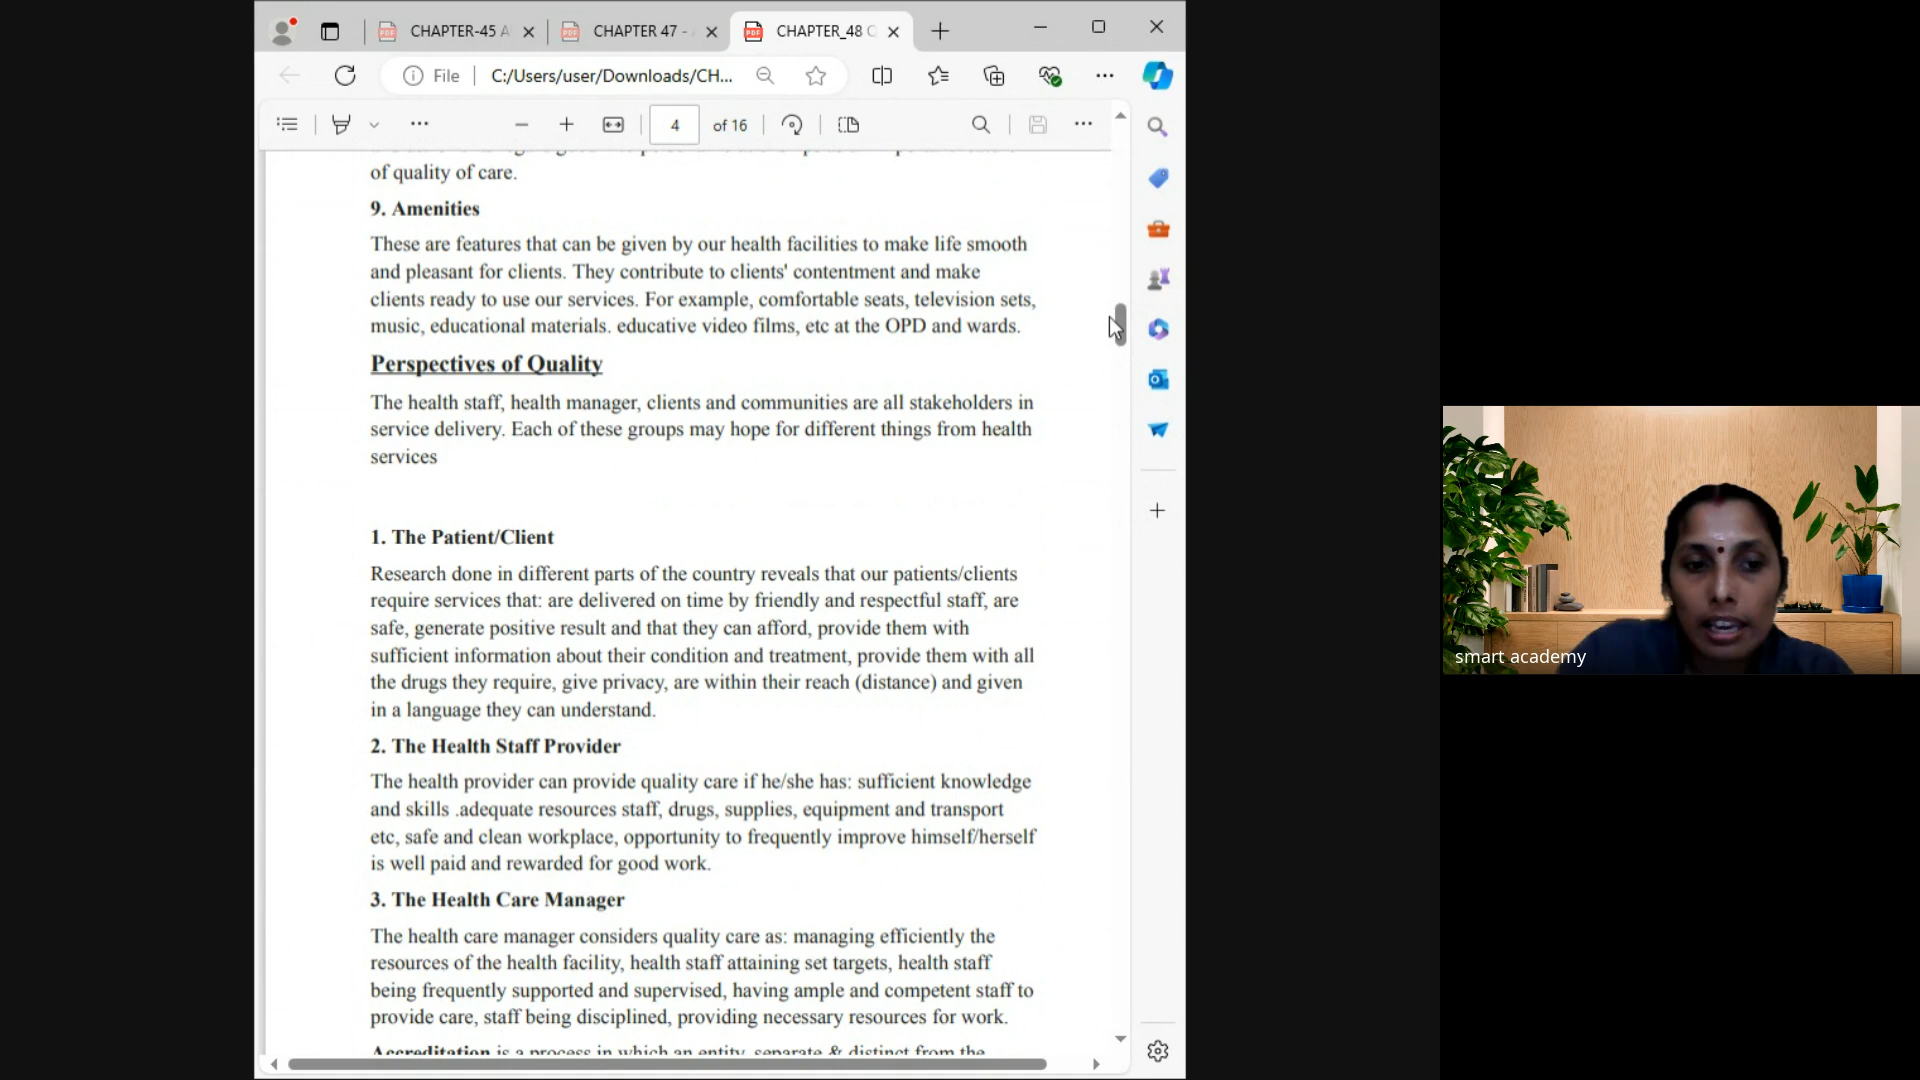 CHAPTER-45 A
CHAPTER 47 -
CHAPTER_48 C
File
C:/Users/user/Downloads/CH...
4
of 16
of quality of care.
9. Amenities
These are features that can be given by our health facilities to make life smooth
and pleasant for clients. They contribute to clients' contentment and make
clients ready to use our services. For example, comfortable seats, television sets,
music, educational materials. educative video films, etc at the OPD and wards.
Perspectives of Quality
The health staff, health manager, clients and communities are all stakeholders in
service delivery. Each of these groups may hope for different things from health
services
1. The Patient/Client
Research done in different parts of the country reveals that our patients/clients
require services that: are delivered on time by friendly and respectful staff, are
safe, generate positive result and that they can afford, provide them with
sufficient information about their condition and treatment, provide them with all
the drugs they require, give privacy, are within their reach (distance) and given
in a language they can understand.
2. The Health Staff Provider
The health provider can provide quality care if he/she has: sufficient knowledge
and skills .adequate resources staff, drugs, supplies, equipment and transport
etc, safe and clean workplace, opportunity to frequently improve himself/herself
is well paid and rewarded for good work.
3. The Health Care Manager
The health care manager considers quality care as: managing efficiently the
resources of the health facility, health staff attaining set targets, health staff
being frequently supported and supervised, having ample and competent staff to
provide care, staff being disciplined, providing necessary resources for work.
Accreditation is a process in which an entity, separate & distinct from the
smart academy